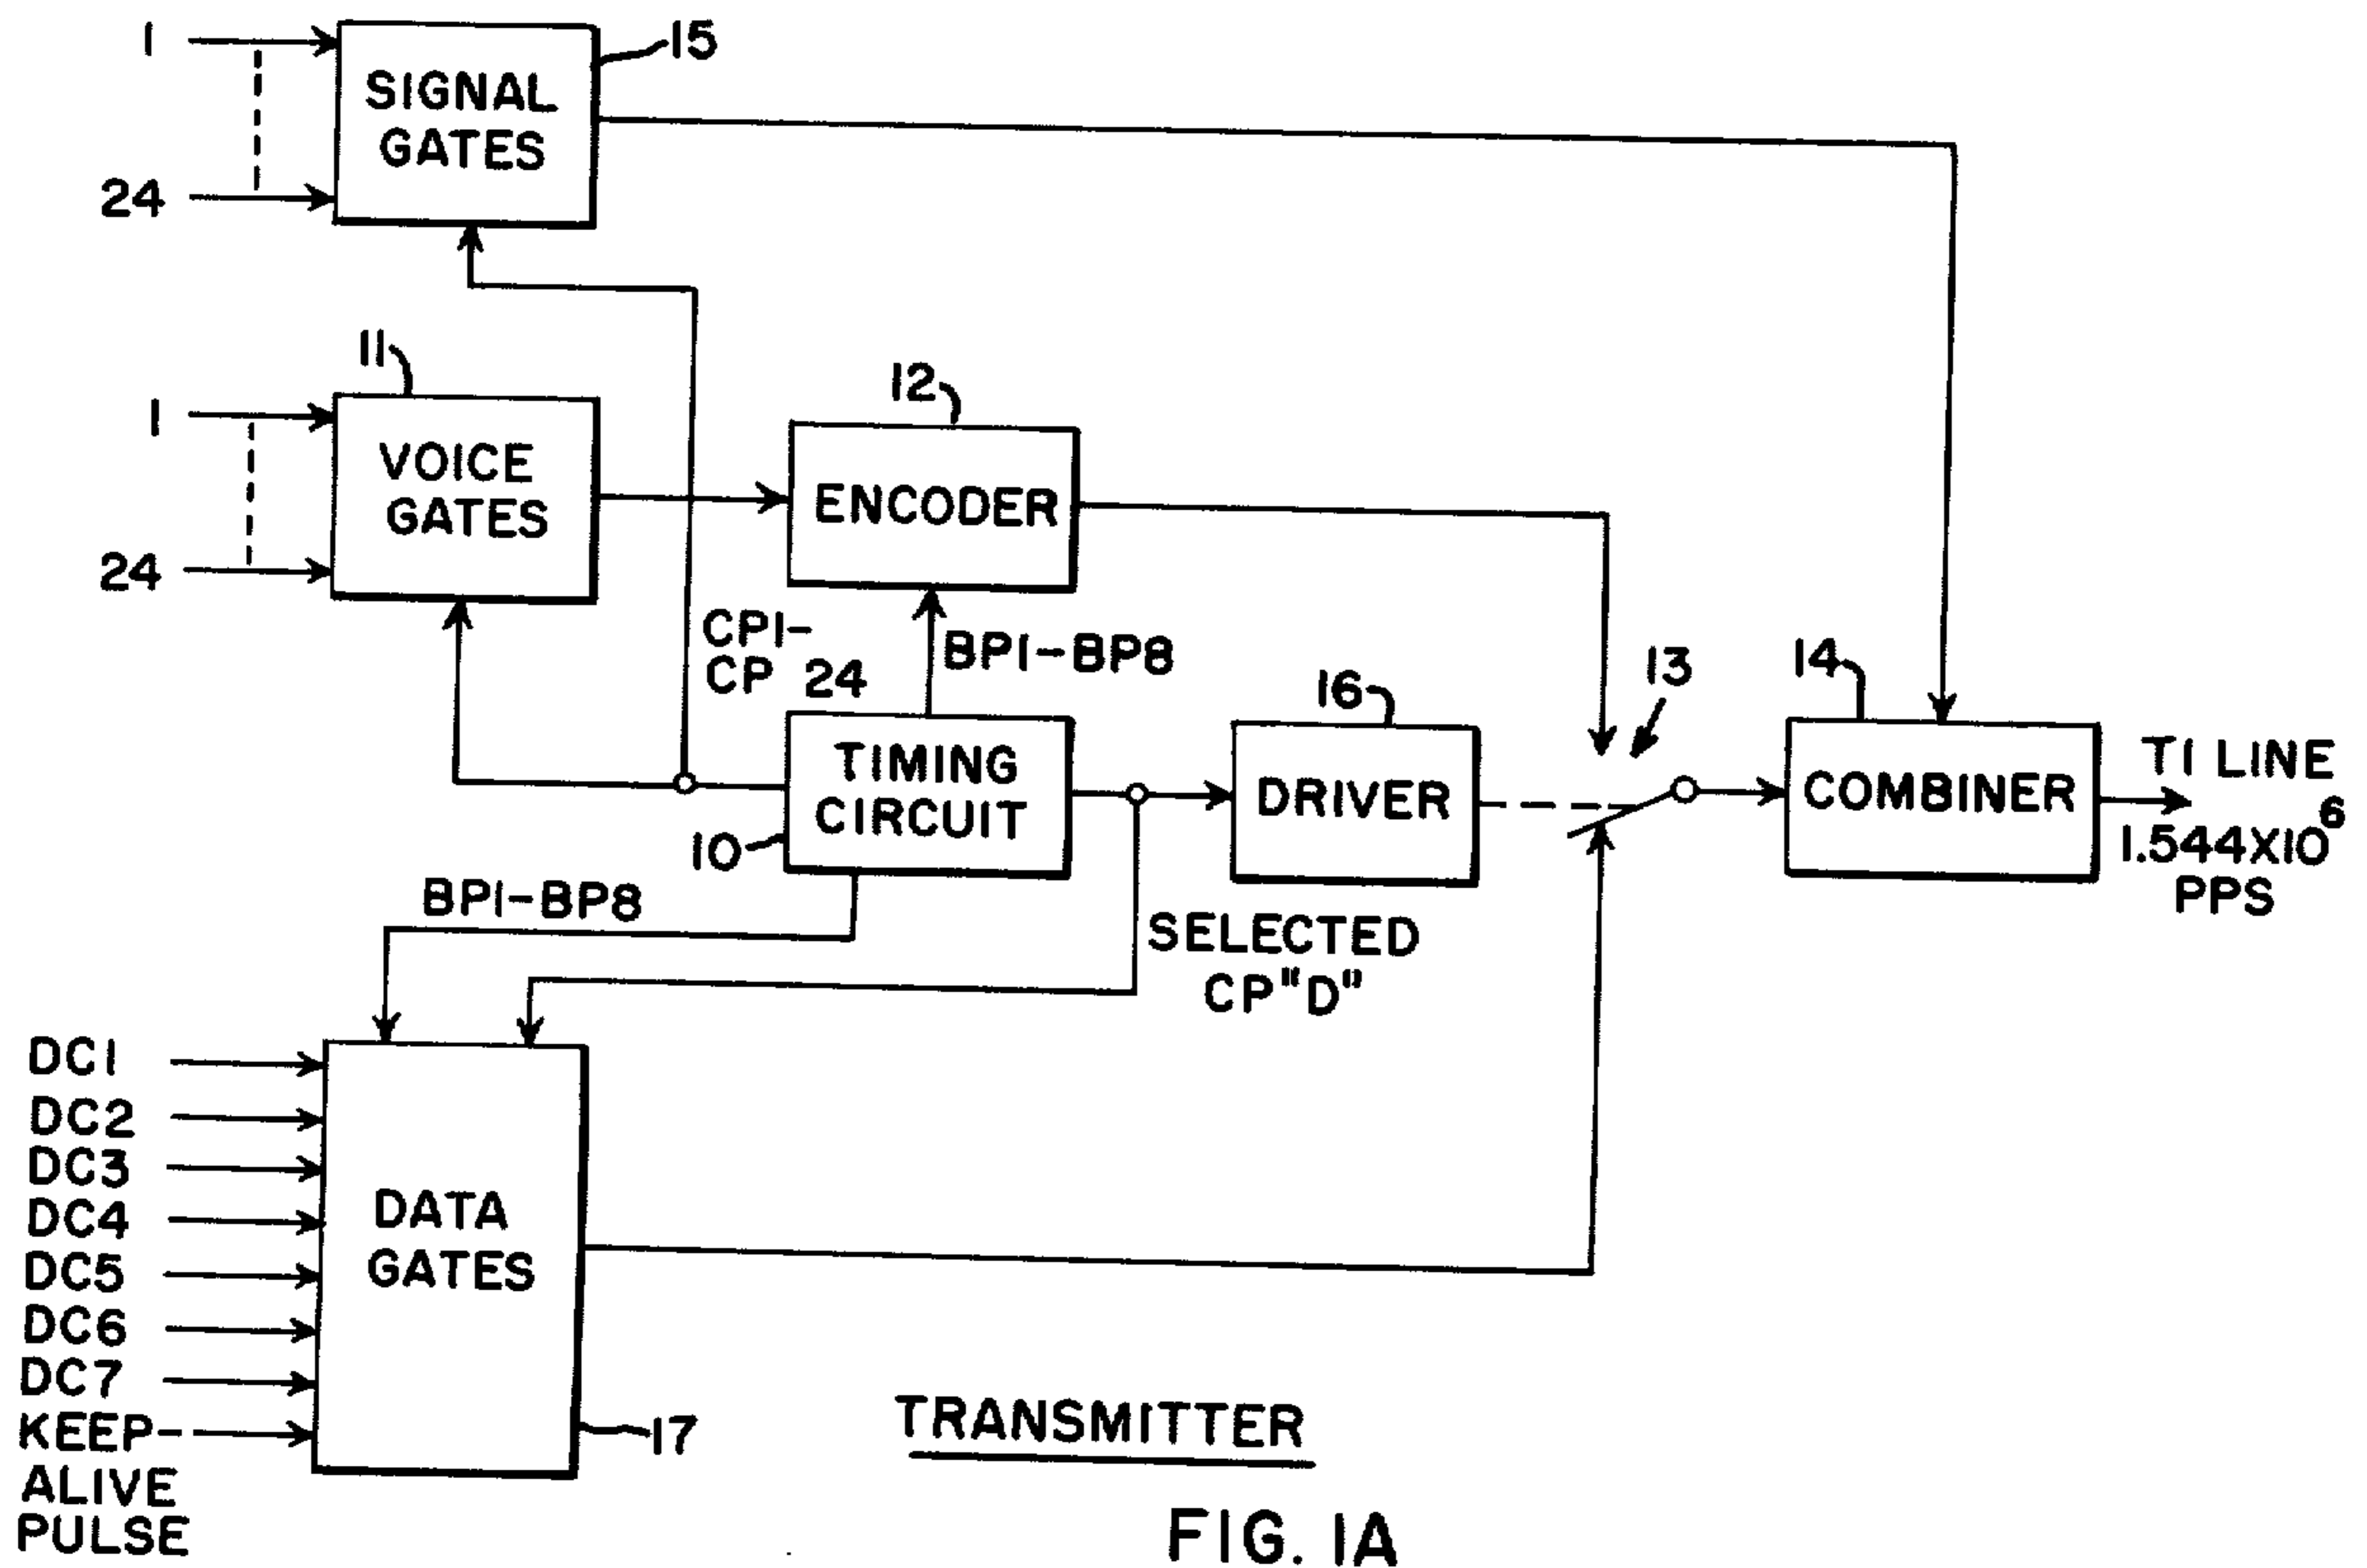 1
15
SIGNAL
GATES
24
11
1
VOICE
GATES
24
12
ENCODER
CP1-
CP 24
BP1-BP8
13
14
16
TIMING
CIRCUIT
10
DRIVER
COMBINER
T1 LINE
1.544X10^6
PPS
BP1-BP8
SELECTED
CP "D"
DC1
DC2
DC3
DC4
DC5
DC6
DC7
KEEP-
ALIVE
PULSE
DATA
GATES
17
TRANSMITTER
FIG. 1A